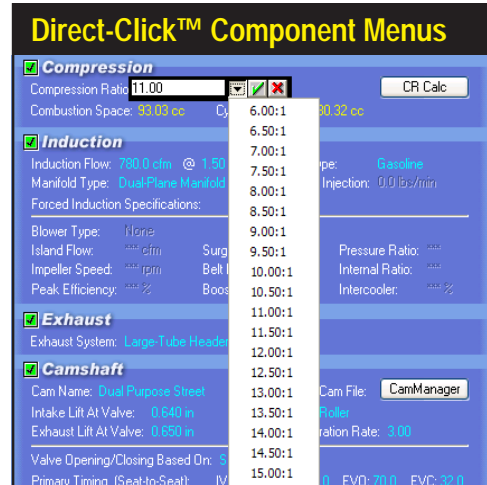 Direct-Click™ Component Menus
Compression
Compression Ratio 11.00 CR Calc
Combustion Space: 93.03 cc 30.32 cc
6.00:1
6.50:1
7.00:1
7.50:1
8.00:1
8.50:1
9.00:1
9.50:1
10.00:1
10.50:1
11.00:1
11.50:1
12.00:1
12.50:1
13.00:1
13.50:1
14.00:1
14.50:1
15.00:1
Induction
Induction Flow: 780.0 cfm @ 1.50 Gasoline
Manifold Type: Dual-Plane Manifold Injection: 0.0 lbs/min
Forced Induction Specifications:
Blower Type: None
Island Flow: *** cfm Surg Pressure Ratio: ***
Impeller Speed: *** rpm Belt Internal Ratio: ***
Peak Efficiency: *** % Boos Intercooler: *** %
Exhaust
Exhaust System: Large-Tube Header
Camshaft
Cam Name: Dual Purpose Street Cam File: CamManager
Intake Lift At Valve: 0.640 in Roller
Exhaust Lift At Valve: 0.650 in ration Rate: 3.00
Valve Opening/Closing Based On: S
Primary Timing (Seat-to-Seat): IV 0 EVO: 70.0 EVC: 32.0